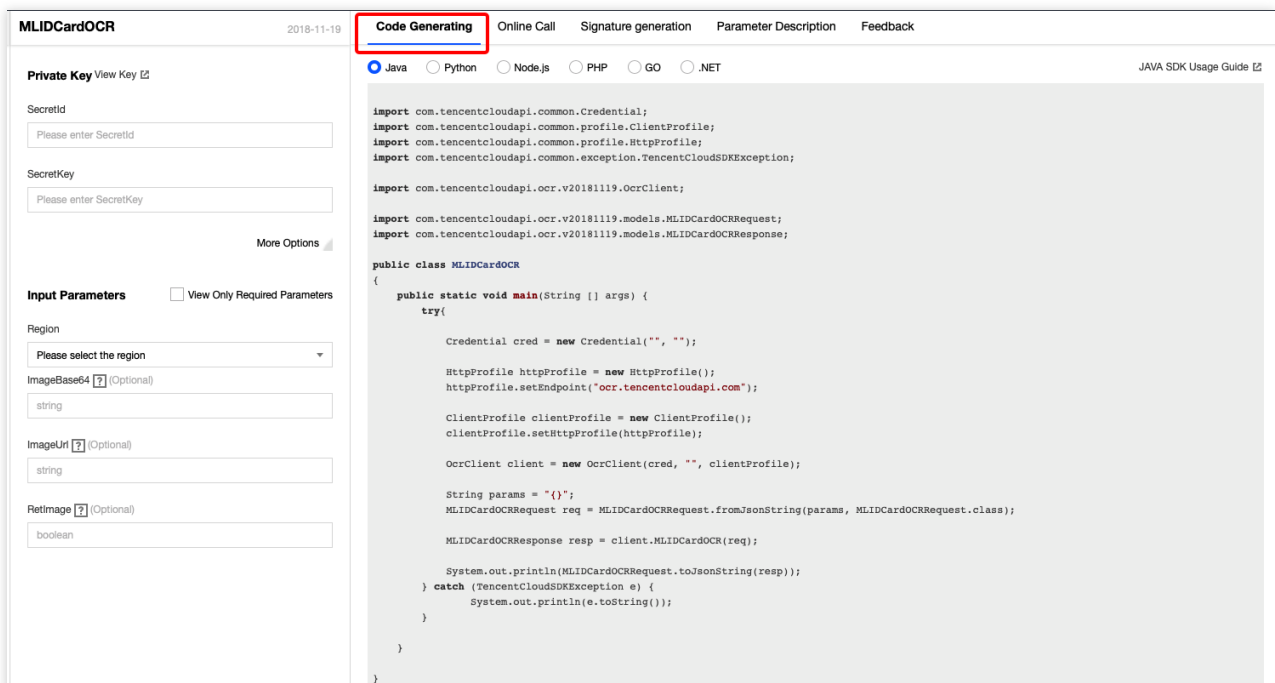 MLIDCardOCR
2018-11-19
Private Key View Key
SecretId
Please enter SecretId
SecretKey
Please enter SecretKey
More Options
Input Parameters
View Only Required Parameters
Region
Please select the region
ImageBase64 [?] (Optional)
string
ImageUrl [?] (Optional)
string
RetImage [?] (Optional)
boolean
Code Generating
Online Call
Signature generation
Parameter Description
Feedback
Java
Python
Node.js
PHP
GO
.NET
JAVA SDK Usage Guide
import com.tencentcloudapi.common.Credential;
import com.tencentcloudapi.common.profile.ClientProfile;
import com.tencentcloudapi.common.profile.HttpProfile;
import com.tencentcloudapi.common.exception.TencentCloudSDKException;
import com.tencentcloudapi.ocr.v20181119.OcrClient;
import com.tencentcloudapi.ocr.v20181119.models.MLIDCardOCRRequest;
import com.tencentcloudapi.ocr.v20181119.models.MLIDCardOCRResponse;
public class MLIDCardOCR
{
public static void main(String [] args) {
try{
Credential cred = new Credential("", "");
HttpProfile httpProfile = new HttpProfile();
httpProfile.setEndpoint("ocr.tencentcloudapi.com");
ClientProfile clientProfile = new ClientProfile();
clientProfile.setHttpProfile(httpProfile);
OcrClient client = new OcrClient(cred, "", clientProfile);
String params = "{}";
MLIDCardOCRRequest req = MLIDCardOCRRequest.fromJsonString(params, MLIDCardOCRRequest.class);
MLIDCardOCRResponse resp = client.MLIDCardOCR(req);
System.out.println(MLIDCardOCRRequest.toJsonString(resp));
} catch (TencentCloudSDKException e) {
System.out.println(e.toString());
}
}
}